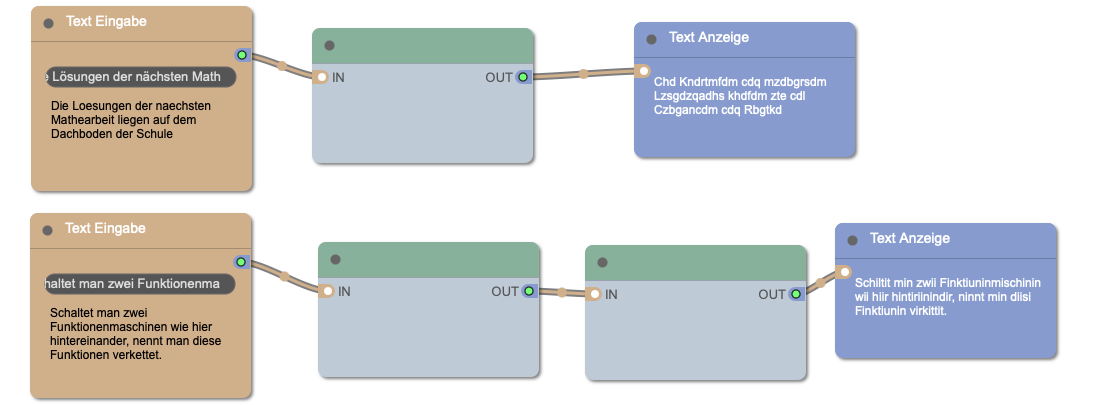 Text Eingabe
e Lösungen der nächsten Math
Die Loesungen der naechsten
Mathearbeit liegen auf dem
Dachboden der Schule
IN
OUT
Text Anzeige
Chd Kndrtmfdm cdq mzdbgrsdm
Lzsgdzqadhs khdfdm zte cdl
Czbgancdm cdq Rbgtkd
Text Eingabe
haltet man zwei Funktionenma
Schaltet man zwei
Funktionenmaschinen wie hier
hintereinander, nennt man diese
Funktionen verkettet.
IN
OUT
IN
OUT
Text Anzeige
Schiltit min zwii Finktiuninmischinin
wii hiir hintiriinindir, ninnt min diisi
Finktiunin virkittit.